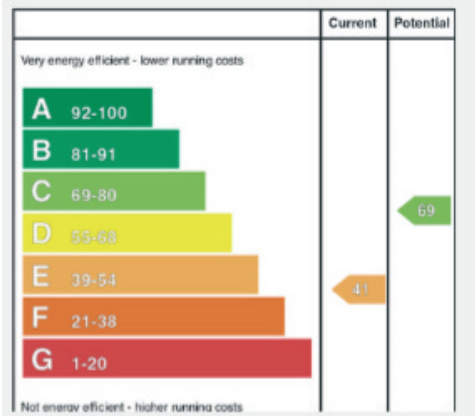 Current Potential
Very energy efficient - lower running costs
A 92-100
B 81-91
C 69-80
69
D 55-68
E 39-54
41
F 21-38
G 1-20
Not energy efficient - higher running costs